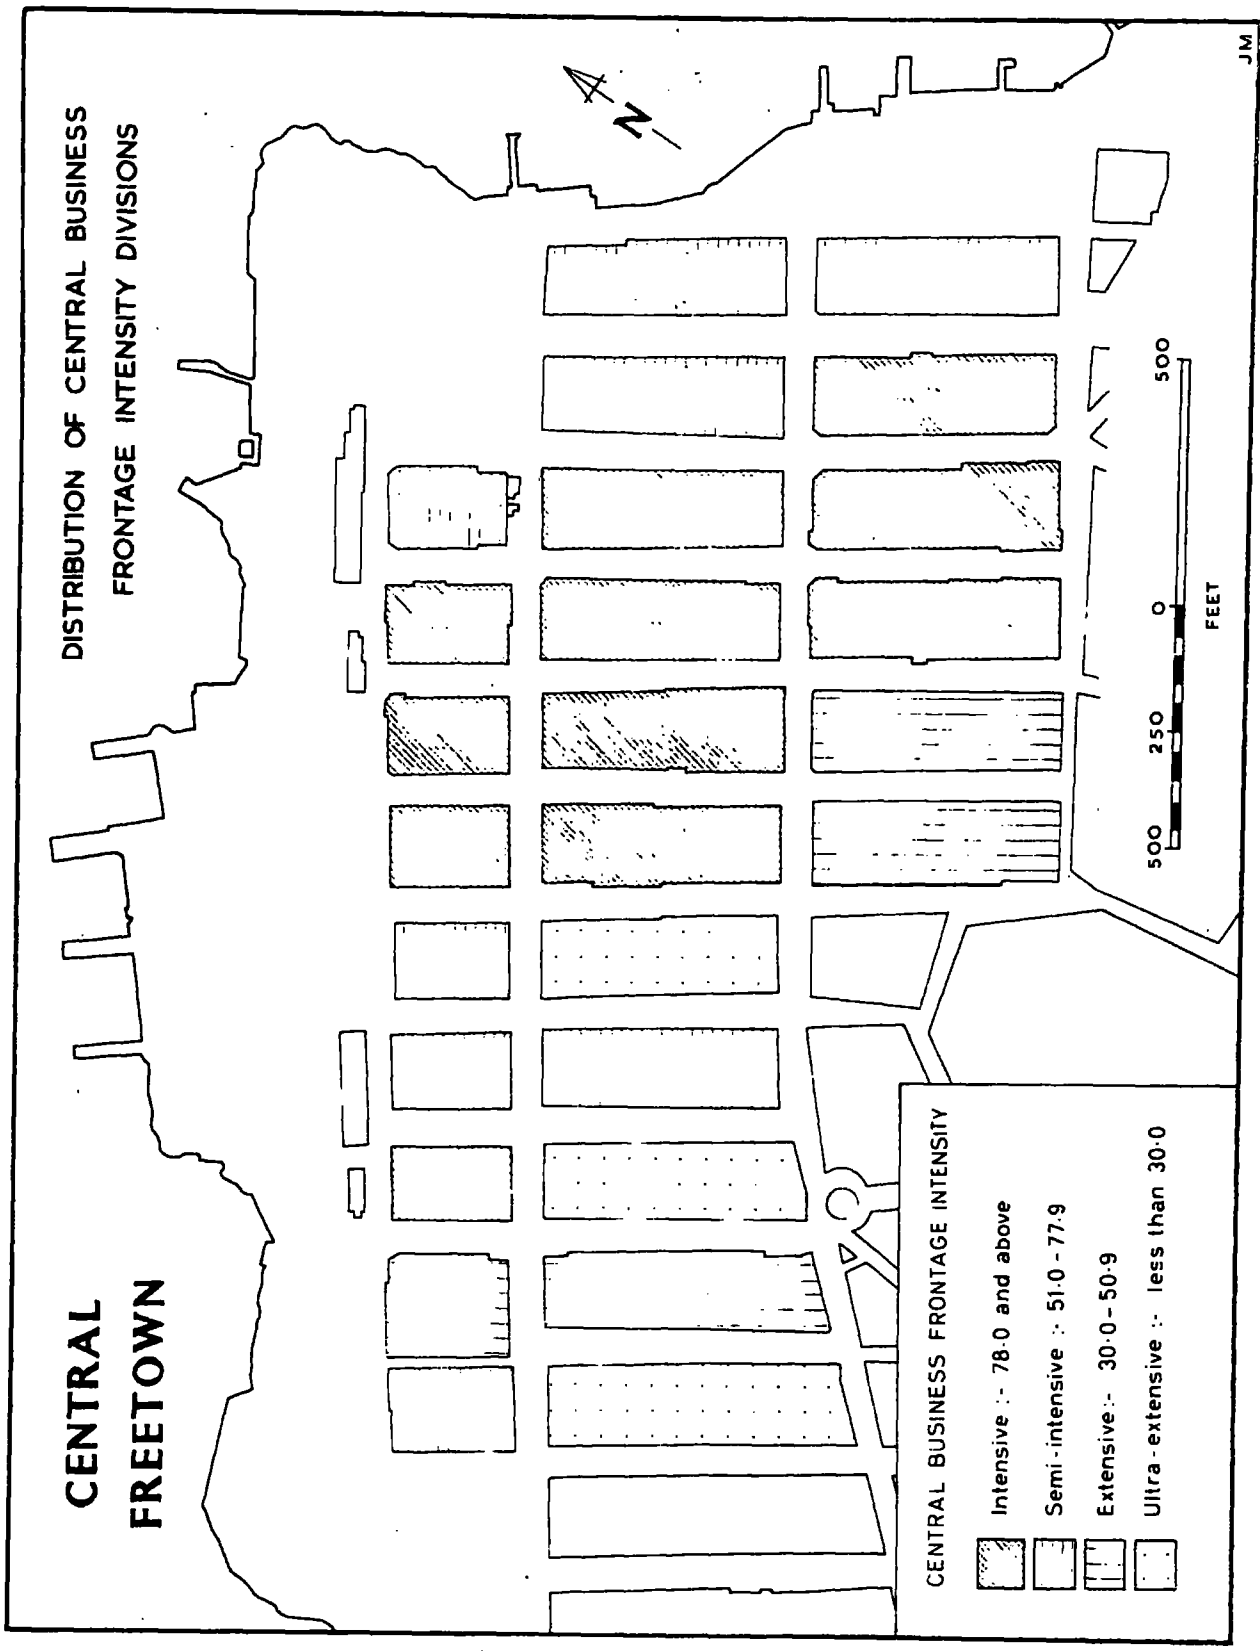 CENTRAL
FREETOWN
DISTRIBUTION OF CENTRAL BUSINESS
FRONTAGE INTENSITY DIVISIONS
N
CENTRAL BUSINESS FRONTAGE INTENSITY
Intensive :- 78·0 and above
Semi-intensive :- 51·0 - 77·9
Extensive :- 30·0 - 50·9
Ultra-extensive :- less than 30·0
500 250 0 500
FEET
JM